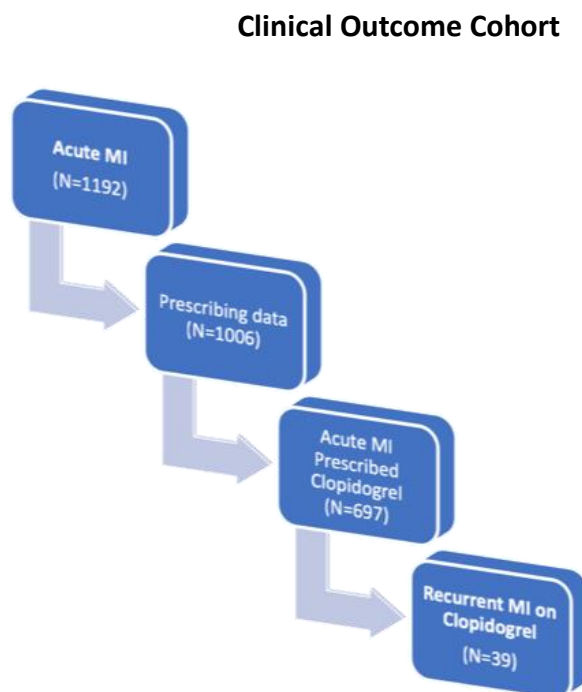 Clinical Outcome Cohort
Acute MI
(N=1192)
Prescribing data
(N=1006)
Acute MI
Prescribed
Clopidogrel
(N=697)
Recurrent MI on
Clopidogrel
(N=39)